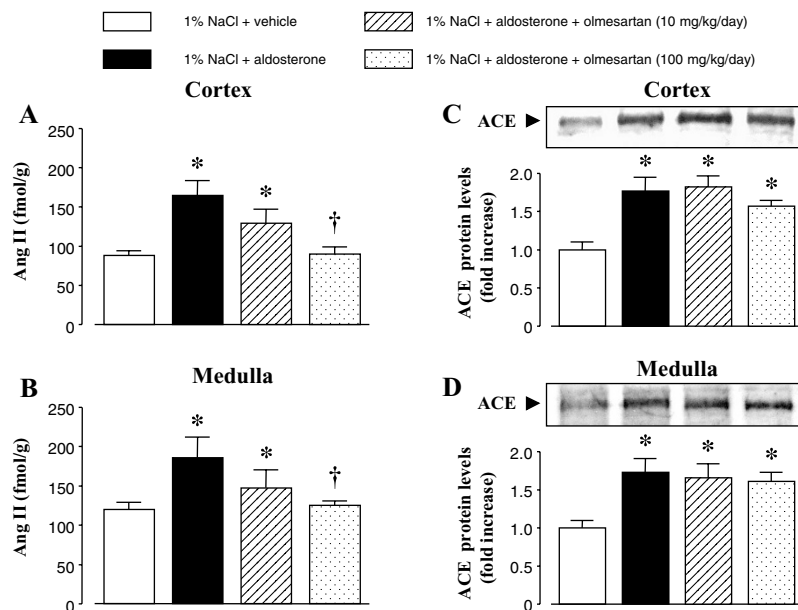 1% NaCl + vehicle
1% NaCl + aldosterone + olmesartan (10 mg/kg/day)
1% NaCl + aldosterone
1% NaCl + aldosterone + olmesartan (100 mg/kg/day)
A
Cortex
Ang II (fmol/g)
250
200
150
100
50
0
*
*
†
B
Medulla
Ang II (fmol/g)
250
200
150
100
50
0
*
*
†
C
Cortex
ACE ►
ACE protein levels
(fold increase)
2.0
1.5
1.0
0.5
0
*
*
*
D
Medulla
ACE ►
ACE protein levels
(fold increase)
2.0
1.5
1.0
0.5
0
*
*
*